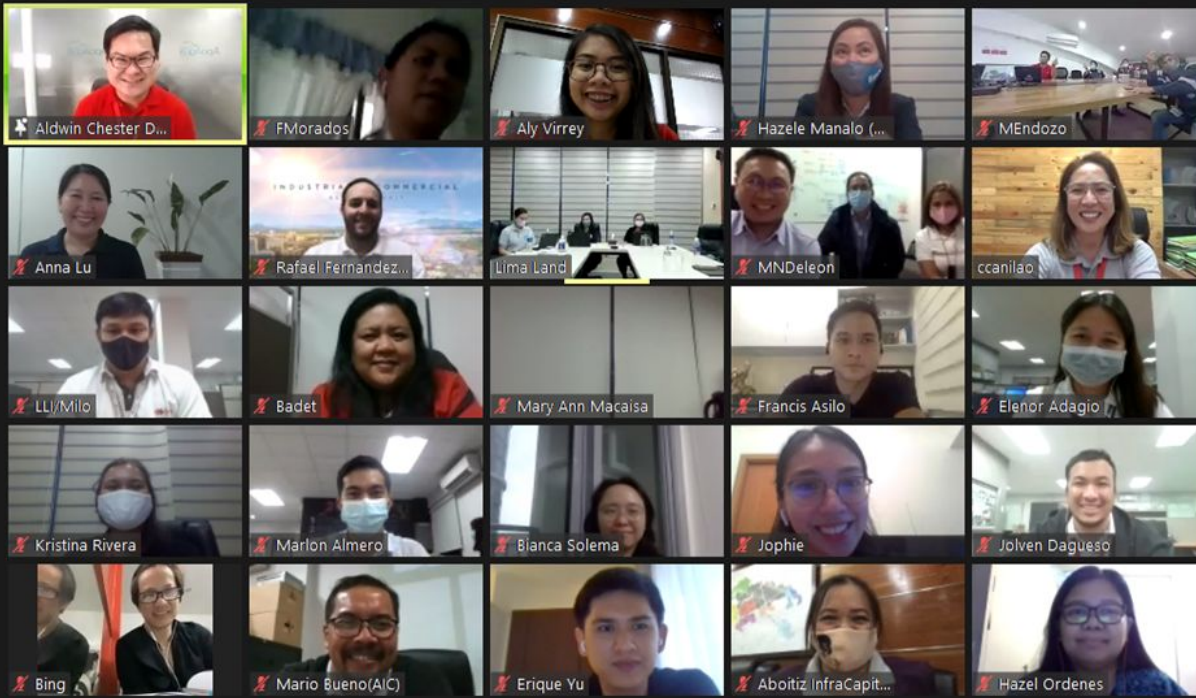 Aldwin Chester D...
FMorados
Aly Virrey
Hazele Manalo (...
MEndozo
Anna Lu
INDUSTRIA OMMERCIAL
Rafael Fernandez...
Lima Land
MNDeleon
ccanilao
LLI/Milo
Badet
Mary Ann Macaisa
Francis Asilo
Elenor Adagio
Kristina Rivera
Marlon Almero
Bianca Solema
Jophie
Jolven Dagueso
Bing
Mario Bueno(AIC)
Erique Yu
Aboitiz InfraCapit...
Hazel Ordenes